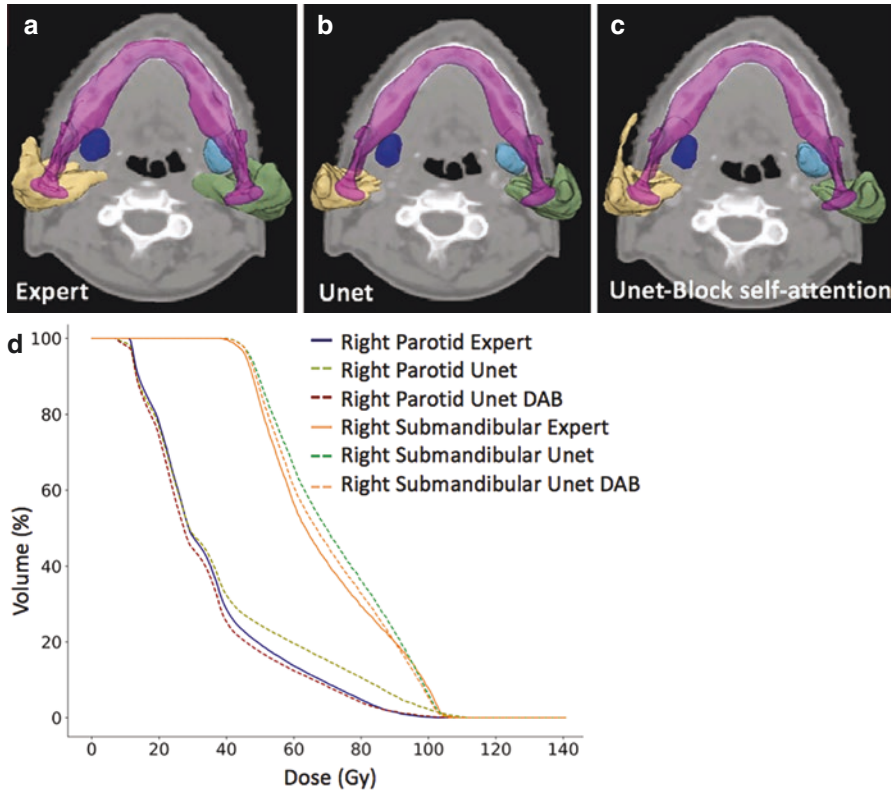 a
b
c
Expert
Unet
Unet-Block self-attention
d
100
80
60
40
20
0
Volume (%)
Right Parotid Expert
Right Parotid Unet
Right Parotid Unet DAB
Right Submandibular Expert
Right Submandibular Unet
Right Submandibular Unet DAB
0 20 40 60 80 100 120 140
Dose (Gy)